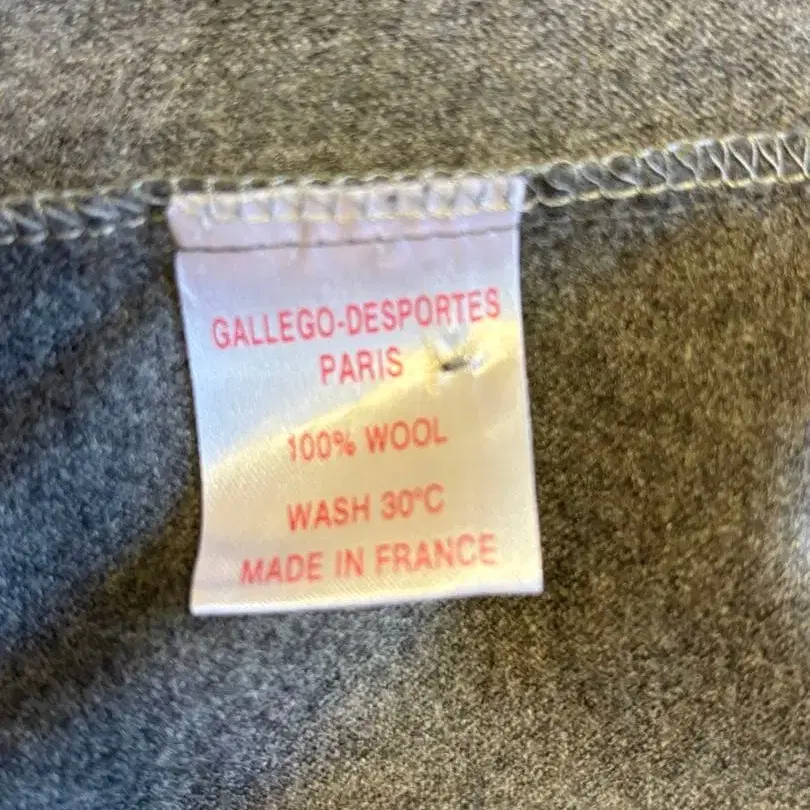 GALLEGO-DESPORTES
PARIS
100% WOOL
WASH 30°C
MADE IN FRANCE